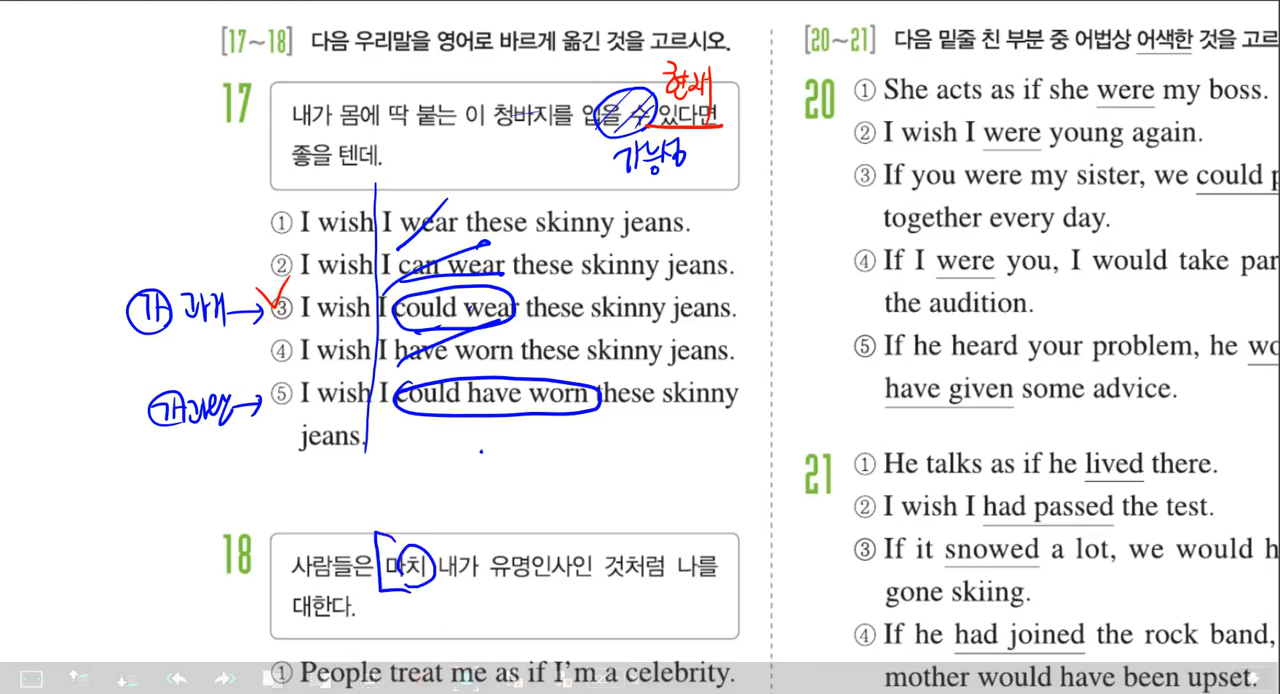 [17~18] 다음 우리말을 영어로 바르게 옮긴 것을 고르시오.
17
현재
내가 몸에 딱 붙는 이 청바지를 입을 수 있다면
좋을 텐데.
가능성
① I wish I wear these skinny jeans.
② I wish I can wear these skinny jeans.
가 과거 → ③ I wish I could wear these skinny jeans.
④ I wish I have worn these skinny jeans.
⑤ I wish I could have worn these skinny
jeans.
18
사람들은 마치 내가 유명인사인 것처럼 나를
대한다.
① People treat me as if I'm a celebrity.
[20~21] 다음 밑줄 친 부분 중 어법상 어색한 것을 고르
20
① She acts as if she were my boss.
② I wish I were young again.
③ If you were my sister, we could p
together every day.
④ If I were you, I would take par
the audition.
⑤ If he heard your problem, he wo
have given some advice.
21
① He talks as if he lived there.
② I wish I had passed the test.
③ If it snowed a lot, we would h
gone skiing.
④ If he had joined the rock band,
mother would have been upset.